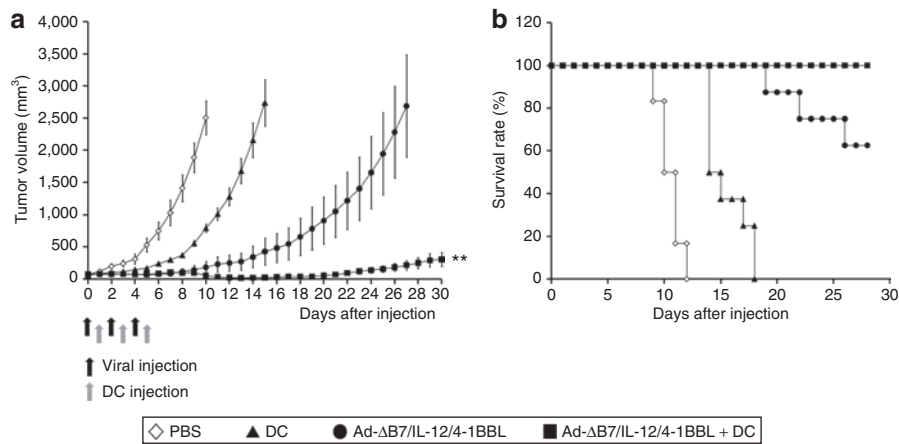 a
4,000
3,500
3,000
2,500
2,000
1,500
1,000
500
0
Tumor volume (mm³)
0 2 4 6 8 10 12 14 16 18 20 22 24 26 28 30
Days after injection
**
Viral injection
DC injection
b
120
100
80
60
40
20
0
Survival rate (%)
0 5 10 15 20 25 30
Days after injection
PBS DC Ad-ΔB7/IL-12/4-1BBL Ad-ΔB7/IL-12/4-1BBL + DC